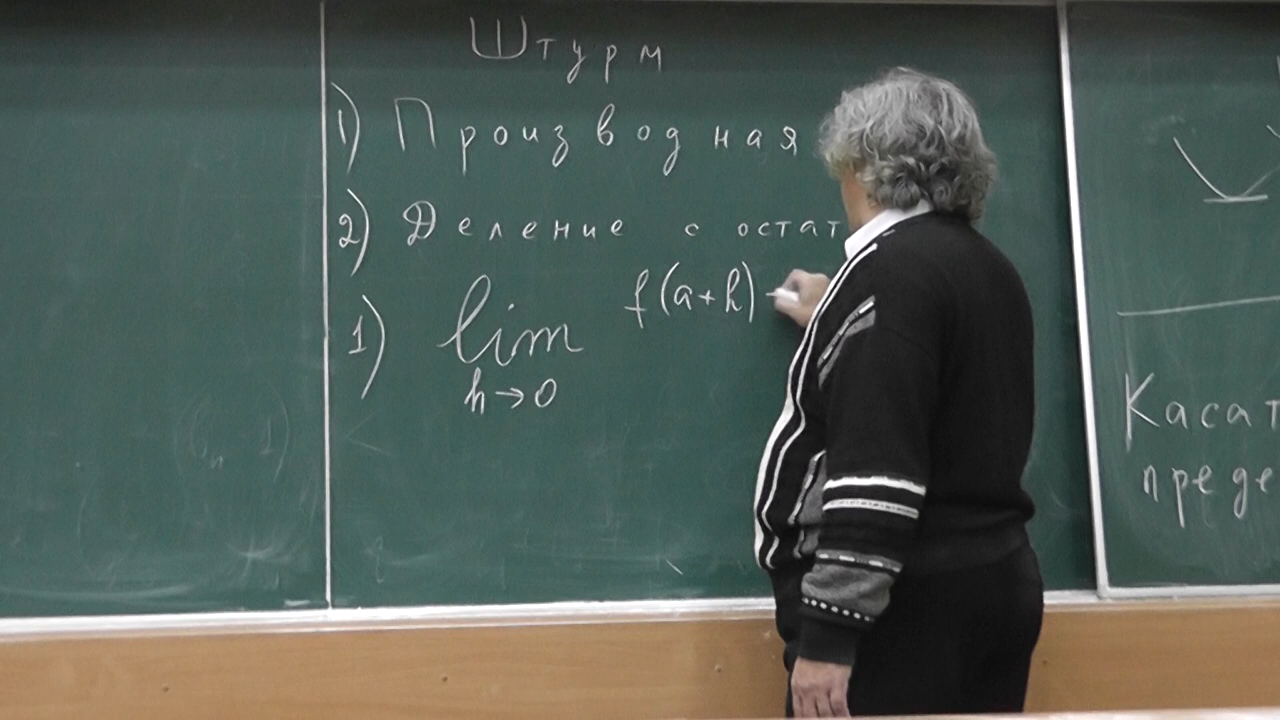 Штурм
1) Производная
2) Деление с остат
1) lim f(a+h) -
h→0
Касат
преде